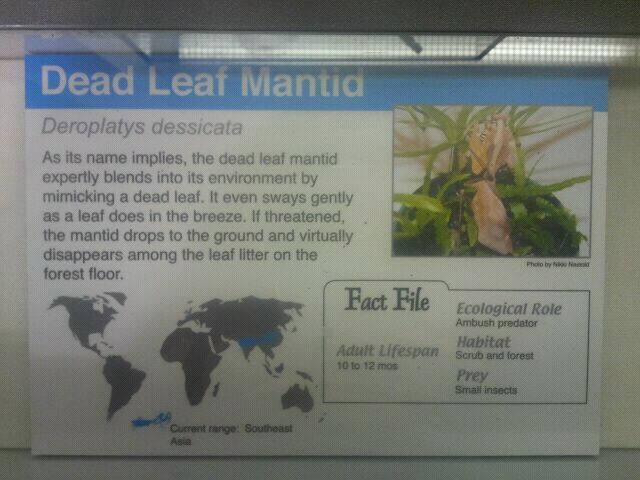 Dead Leaf Mantid
Deroplatys dessicata
As its name implies, the dead leaf mantid
expertly blends into its environment by
mimicking a dead leaf. It even sways gently
as a leaf does in the breeze. If threatened,
the mantid drops to the ground and virtually
disappears among the leaf litter on the
forest floor.
Photo by Nikki
Fact File
Adult Lifespan
10 to 12 mos
Ecological Role
Ambush predator
Habitat
Scrub and forest
Prey
Small insects
Current range: Southeast
Asia